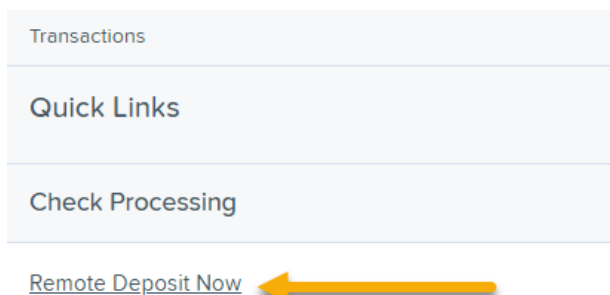 Transactions
Quick Links
Check Processing
Remote Deposit Now